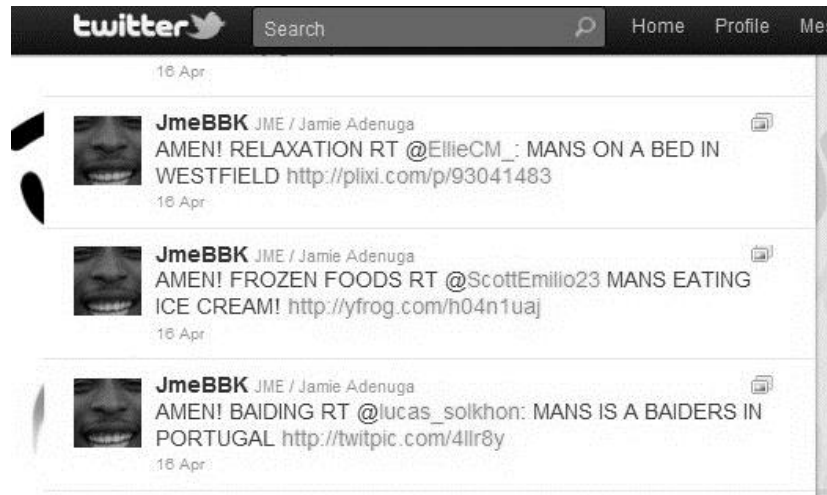 twitter Search Home Profile Mes
16 Apr
JmeBBK JME / Jamie Adenuga
AMEN! RELAXATION RT @EllieCM_: MANS ON A BED IN
WESTFIELD http://plixi.com/p/93041483
16 Apr
JmeBBK JME / Jamie Adenuga
AMEN! FROZEN FOODS RT @ScottEmilio23 MANS EATING
ICE CREAM! http://yfrog.com/h04n1uaj
16 Apr
JmeBBK JME / Jamie Adenuga
AMEN! BAIDING RT @lucas_solkhon: MANS IS A BAIDERS IN
PORTUGAL http://twitpic.com/4llr8y
16 Apr